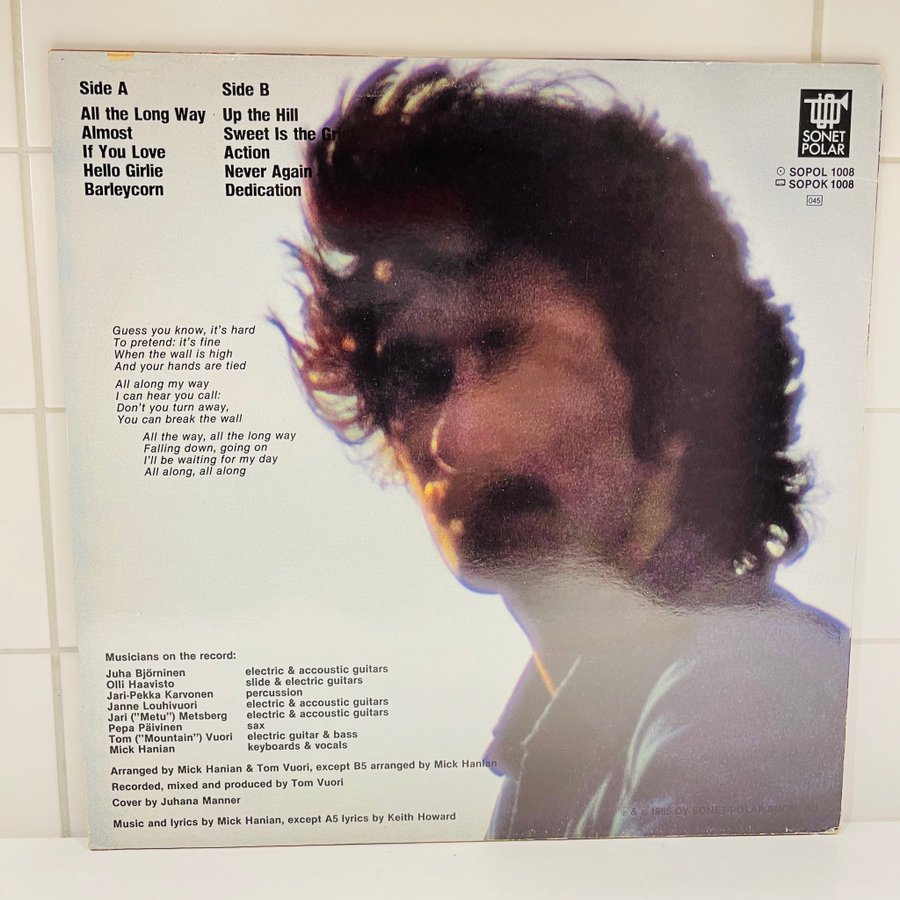 Side A
All the Long Way
Almost
If You Love
Hello Girlie
Barleycorn
Side B
Up the Hill
Sweet Is the
Action
Never Again
Dedication
SONET
POLAR
SOPOL 1008
SOPOK 1008
045
Guess you know, it's hard
To pretend: it's fine
When the wall is high
And your hands are tied
All along my way
I can hear you call:
Don't you turn away,
You can break the wall
All the way, all the long way
Falling down, going on
I'll be waiting for my day
All along, all along
Musicians on the record:
Juha Björninen electric & accoustic guitars
Olli Haavisto slide & electric guitars
Jari-Pekka Karvonen percussion
Janne Louhivuori electric & accoustic guitars
Jari ("Metu") Metsberg electric & accoustic guitars
Pepa Päivinen sax
Tom ("Mountain") Vuori electric guitar & bass
Mick Hanian keyboards & vocals
Arranged by Mick Hanian & Tom Vuori, except B5 arranged by Mick Hanian
Recorded, mixed and produced by Tom Vuori
Cover by Juhana Manner
Music and lyrics by Mick Hanian, except A5 lyrics by Keith Howard
℗ & © 1985 OY SONET-POLAR SUOMI